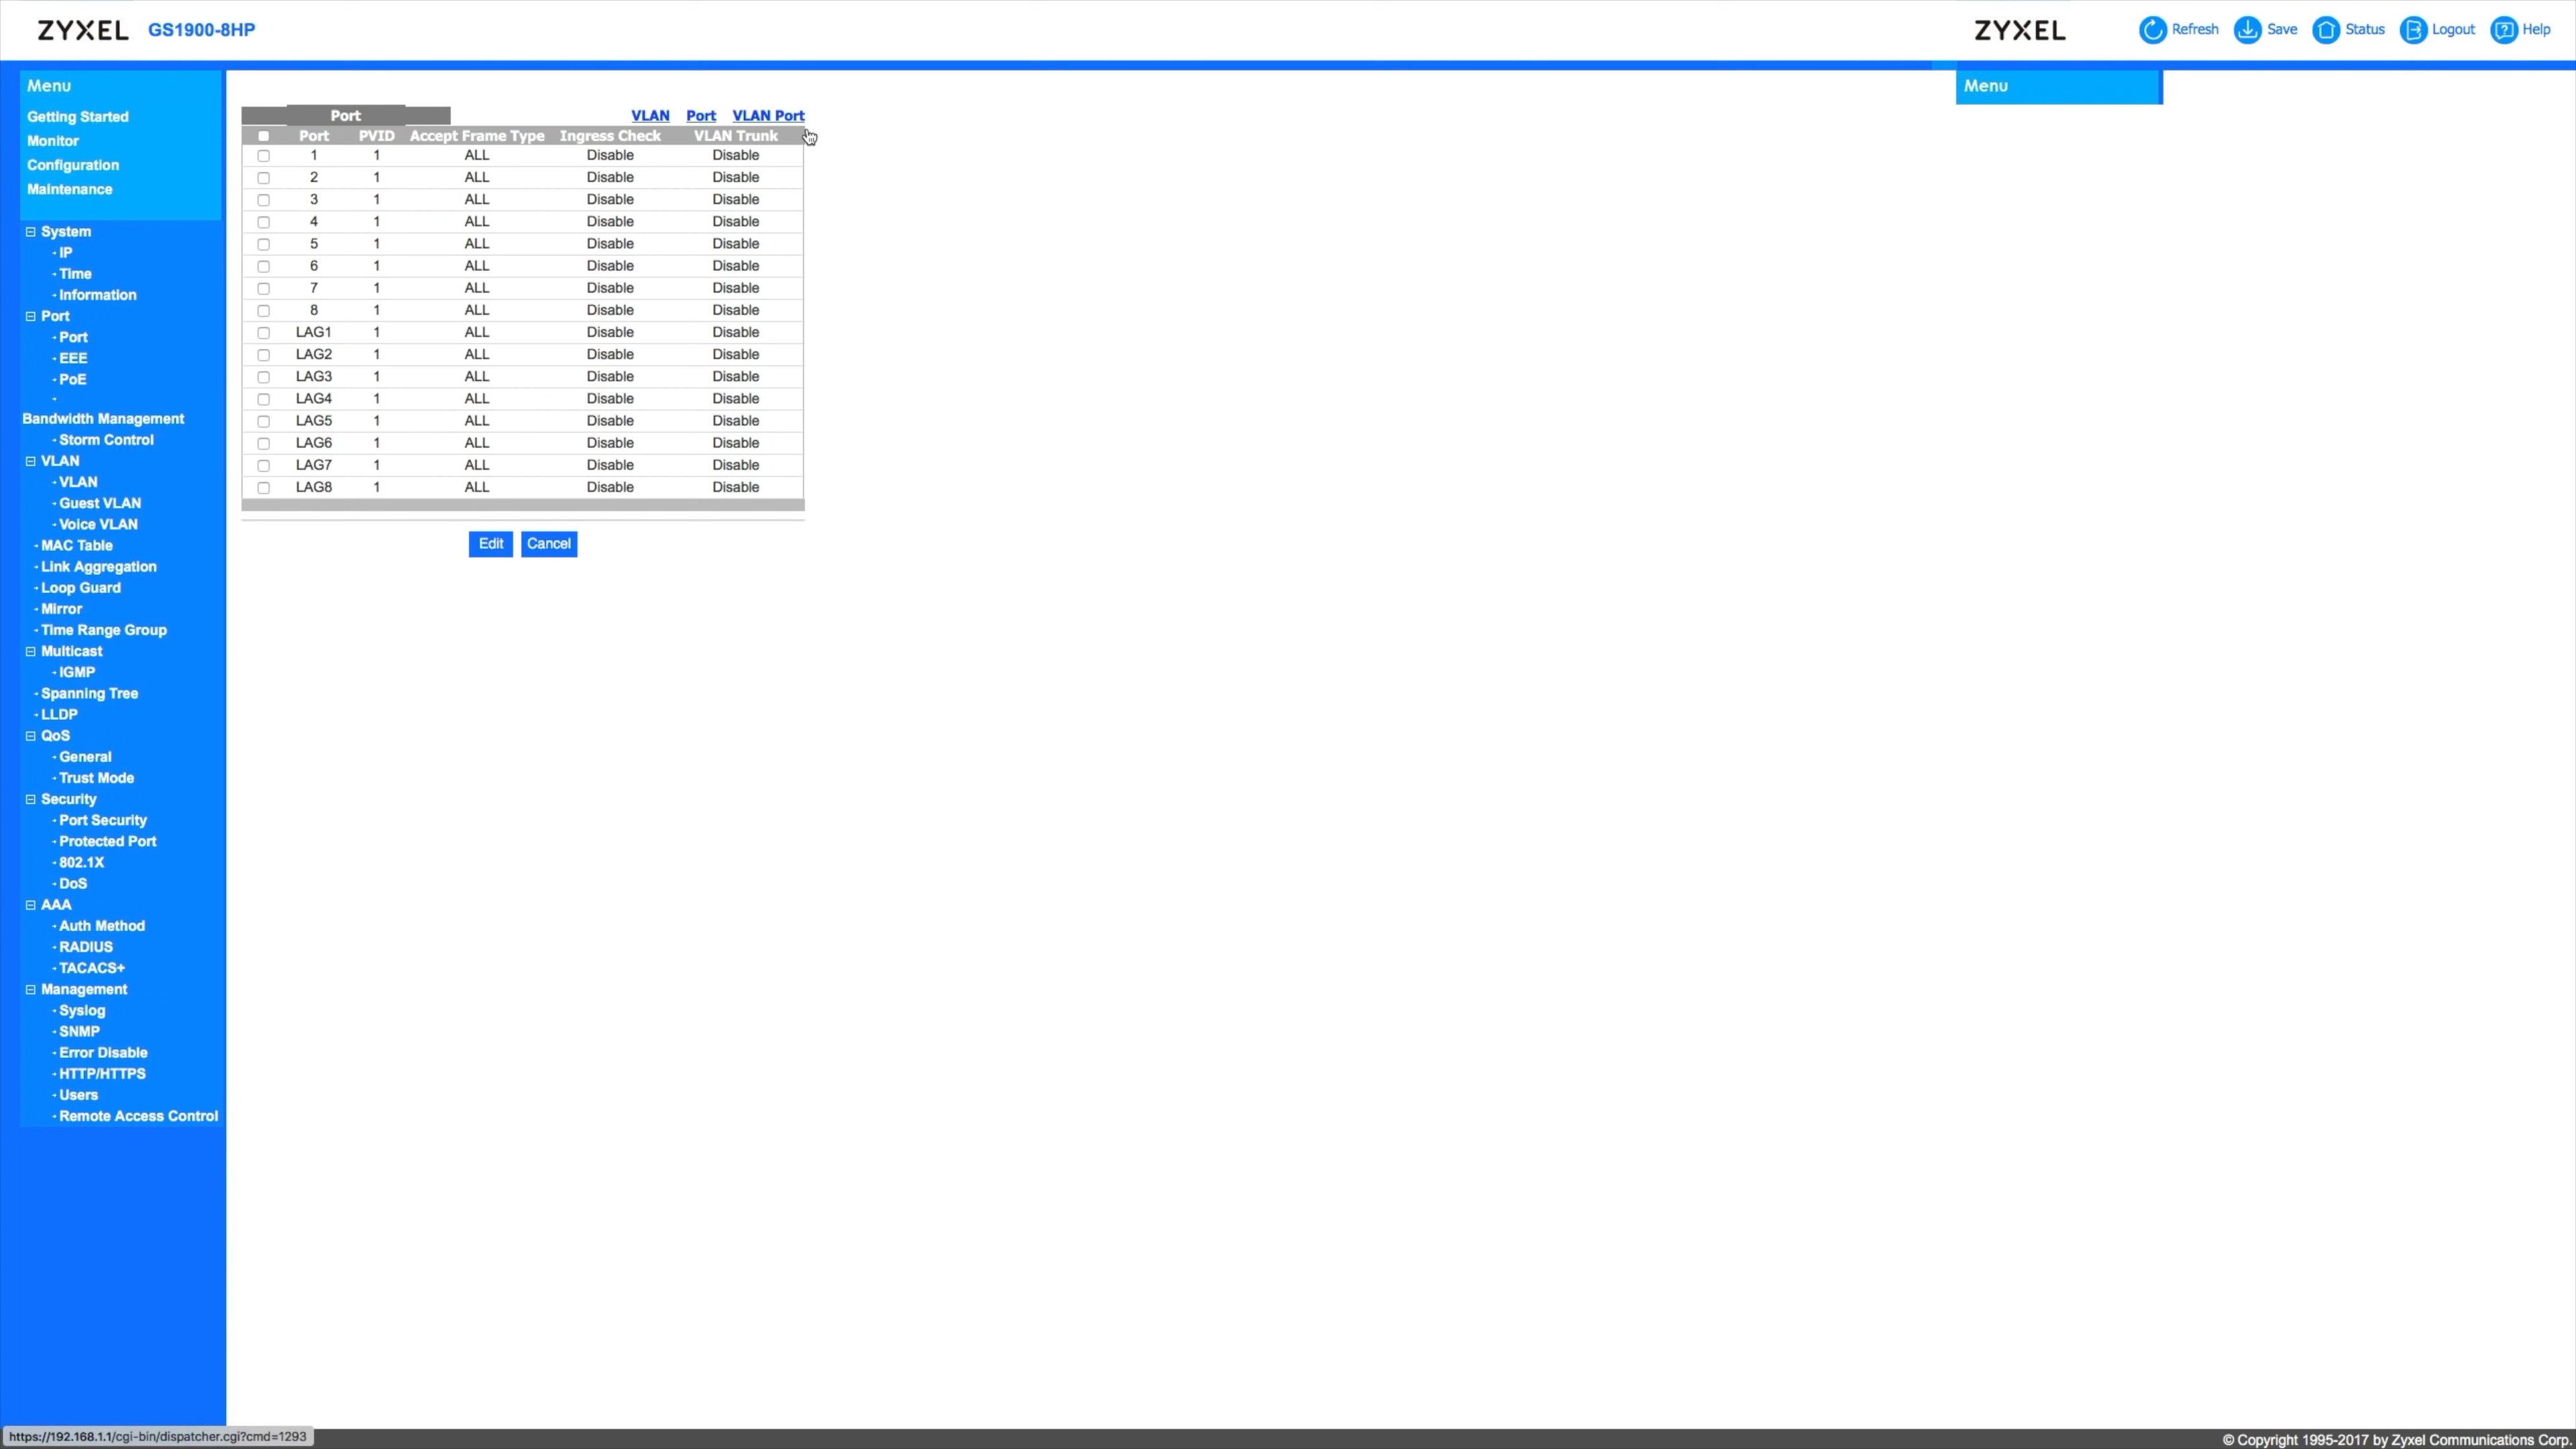 ZYXEL GS1900-8HP
ZYXEL Refresh Save Status Logout Help
Menu
Getting Started
Monitor
Configuration
Maintenance
System
IP
Time
Information
Port
Port
EEE
PoE
Bandwidth Management
Storm Control
VLAN
VLAN
Guest VLAN
Voice VLAN
MAC Table
Link Aggregation
Loop Guard
Mirror
Time Range Group
Multicast
IGMP
Spanning Tree
LLDP
QoS
General
Trust Mode
Security
Port Security
Protected Port
802.1X
DoS
AAA
Auth Method
RADIUS
TACACS+
Management
Syslog
SNMP
Error Disable
HTTP/HTTPS
Users
Remote Access Control
Port VLAN Port VLAN Port
Port PVID Accept Frame Type Ingress Check VLAN Trunk
1 1 ALL Disable Disable
2 1 ALL Disable Disable
3 1 ALL Disable Disable
4 1 ALL Disable Disable
5 1 ALL Disable Disable
6 1 ALL Disable Disable
7 1 ALL Disable Disable
8 1 ALL Disable Disable
LAG1 1 ALL Disable Disable
LAG2 1 ALL Disable Disable
LAG3 1 ALL Disable Disable
LAG4 1 ALL Disable Disable
LAG5 1 ALL Disable Disable
LAG6 1 ALL Disable Disable
LAG7 1 ALL Disable Disable
LAG8 1 ALL Disable Disable
Edit Cancel
Menu
https://192.168.1.1/cgi-bin/dispatcher.cgi?cmd=1293
© Copyright 1995-2017 by Zyxel Communications Corp.